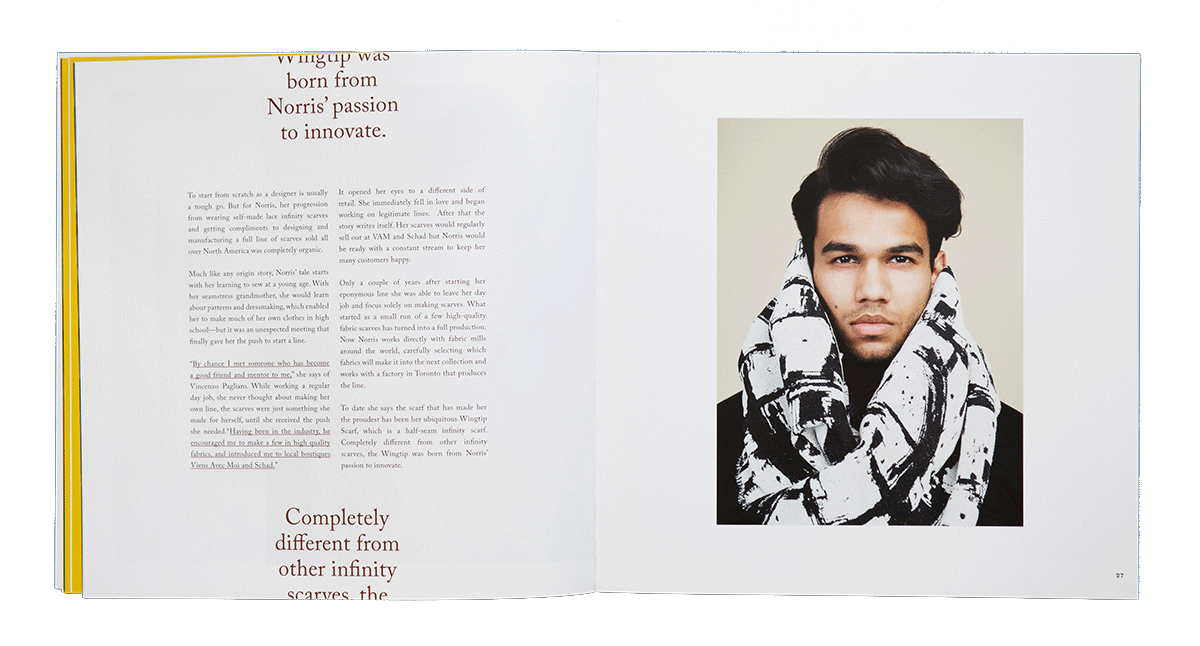 Wingtip was
born from
Norris’ passion
to innovate.
To start from scratch as a designer is usually
a tough go. But for Norris, her progression
from wearing self-made lace infinity scarves
and getting compliments to designing and
manufacturing a full line of scarves sold all
over North America was completely organic.
Much like any origin story, Norris’ tale starts
with her learning to sew at a young age. With
her seamstress grandmother, she would learn
about patterns and dressmaking, which enabled
her to make much of her own clothes in high
school—but it was an unexpected meeting that
finally gave her the push to start a line.
“By chance I met someone who has become
a good friend and mentor to me,” she says of
Vincenzo Pagliaro. While working a regular
day job, she never thought about making her
own line, the scarves were just something she
made for herself, until she received the push
she needed.“Having been in the industry, he
encouraged me to make a few in high quality
fabrics, and introduced me to local boutiques
Viens Avec Moi and Schad.”
It opened her eyes to a different side of
retail. She immediately fell in love and began
working on legitimate lines. After that the
story writes itself. Her scarves would regularly
sell out at VAM and Schad but Norris would
be ready with a constant stream to keep her
many customers happy.
Only a couple of years after starting her
eponymous line she was able to leave her day
job and focus solely on making scarves. What
started as a small run of a few high-quality
fabric scarves has turned into a full production.
Now Norris works directly with fabric mills
around the world, carefully selecting which
fabrics will make it into the next collection and
works with a factory in Toronto that produces
the line.
To date she says the scarf that has made her
the proudest has been her ubiquitous Wingtip
Scarf, which is a half-seam infinity scarf.
Completely different from other infinity
scarves, the Wingtip was born from Norris’
passion to innovate.
Completely
different from
other infinity
scarves, the
27